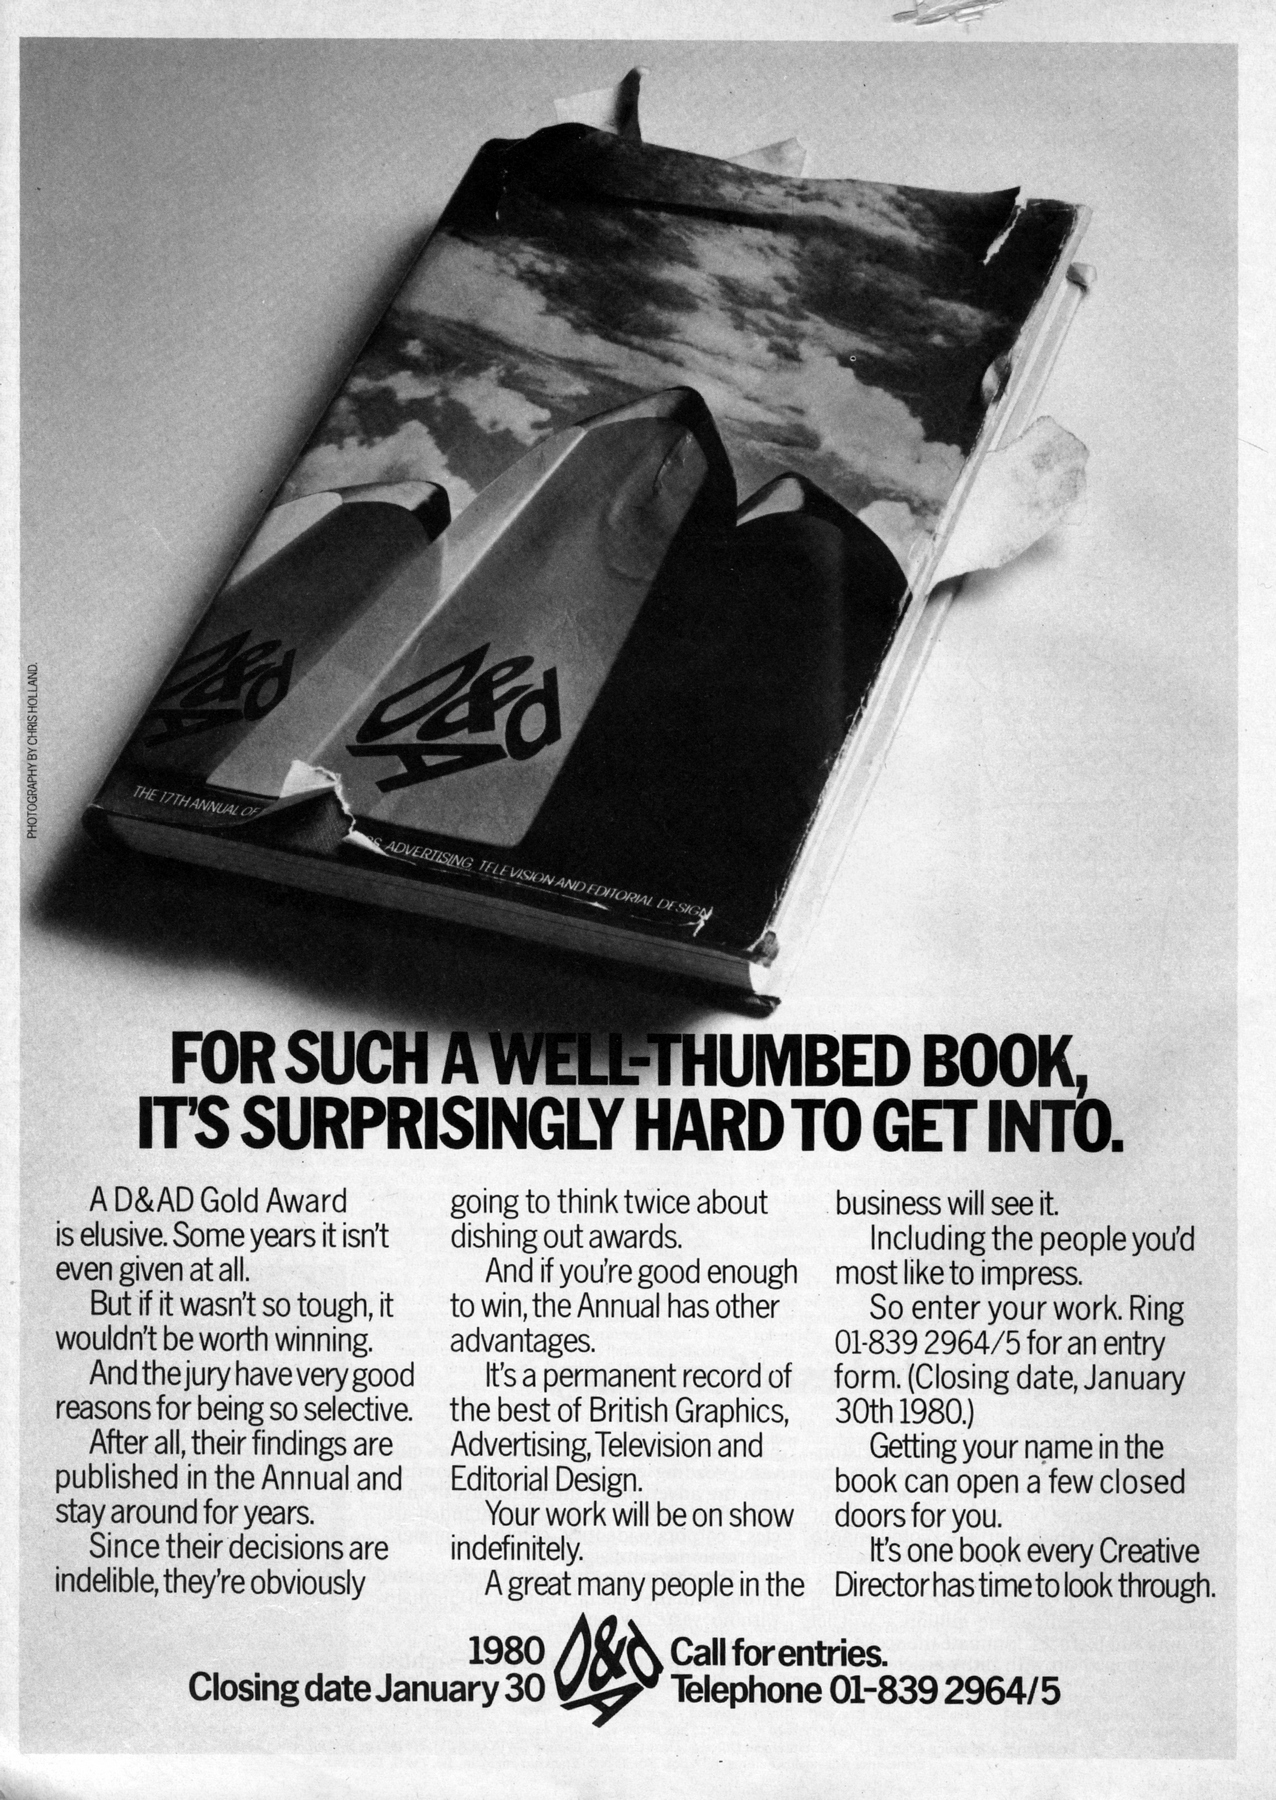 PHOTOGRAPHY BY CHRIS HOLLAND.
D&AD
D&AD
THE 17TH ANNUAL OF
ADVERTISING, TELEVISION AND EDITORIAL DESIGN
FOR SUCH A WELL-THUMBED BOOK,
IT'S SURPRISINGLY HARD TO GET INTO.
A D&AD Gold Award
is elusive. Some years it isn't
even given at all.
But if it wasn't so tough, it
wouldn't be worth winning.
And the jury have very good
reasons for being so selective.
After all, their findings are
published in the Annual and
stay around for years.
Since their decisions are
indelible, they're obviously
going to think twice about
dishing out awards.
And if you're good enough
to win, the Annual has other
advantages.
It's a permanent record of
the best of British Graphics,
Advertising, Television and
Editorial Design.
Your work will be on show
indefinitely.
A great many people in the
business will see it.
Including the people you'd
most like to impress.
So enter your work. Ring
01-839 2964/5 for an entry
form. (Closing date, January
30th 1980.)
Getting your name in the
book can open a few closed
doors for you.
It's one book every Creative
Director has time to look through.
1980
Closing date January 30
D&AD
Call for entries.
Telephone 01-839 2964/5